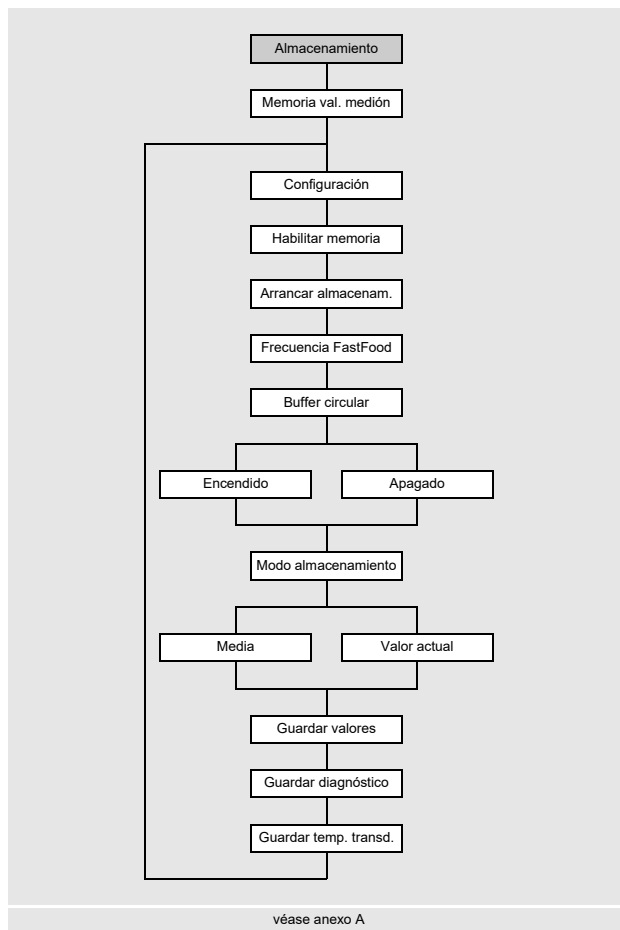 Almacenamiento
Memoria val. medión
Configuración
Habilitar memoria
Arrancar almacenam.
Frecuencia FastFood
Buffer circular
Encendido
Apagado
Modo almacenamiento
Media
Valor actual
Guardar valores
Guardar diagnóstico
Guardar temp. transd.
véase anexo A